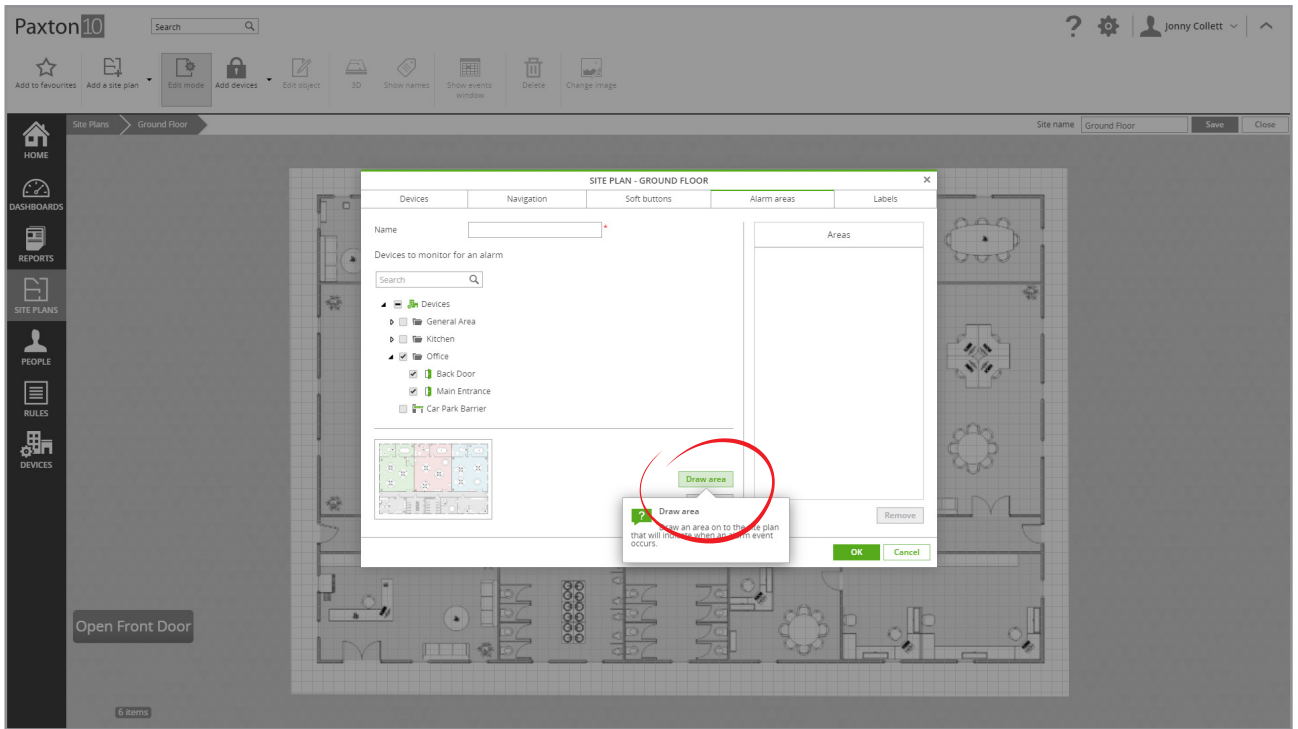 Paxton10
Search
Jonny Collett
Add to favourites
Add a site plan
Edit mode
Add devices
Edit object
3D
Show names
Show events
window
Delete
Change image
Site Plans
Ground Floor
Site name
Ground Floor
Save
Close
HOME
DASHBOARDS
REPORTS
SITE PLANS
PEOPLE
RULES
DEVICES
SITE PLAN - GROUND FLOOR
Devices
Navigation
Soft buttons
Alarm areas
Labels
Name
*
Devices to monitor for an alarm
Search
Devices
General Area
Kitchen
Office
Back Door
Main Entrance
Car Park Barrier
Areas
Draw area
Draw area
Draw an area on to the site plan
that will indicate when an alarm event
occurs.
Remove
OK
Cancel
Open Front Door
6 items